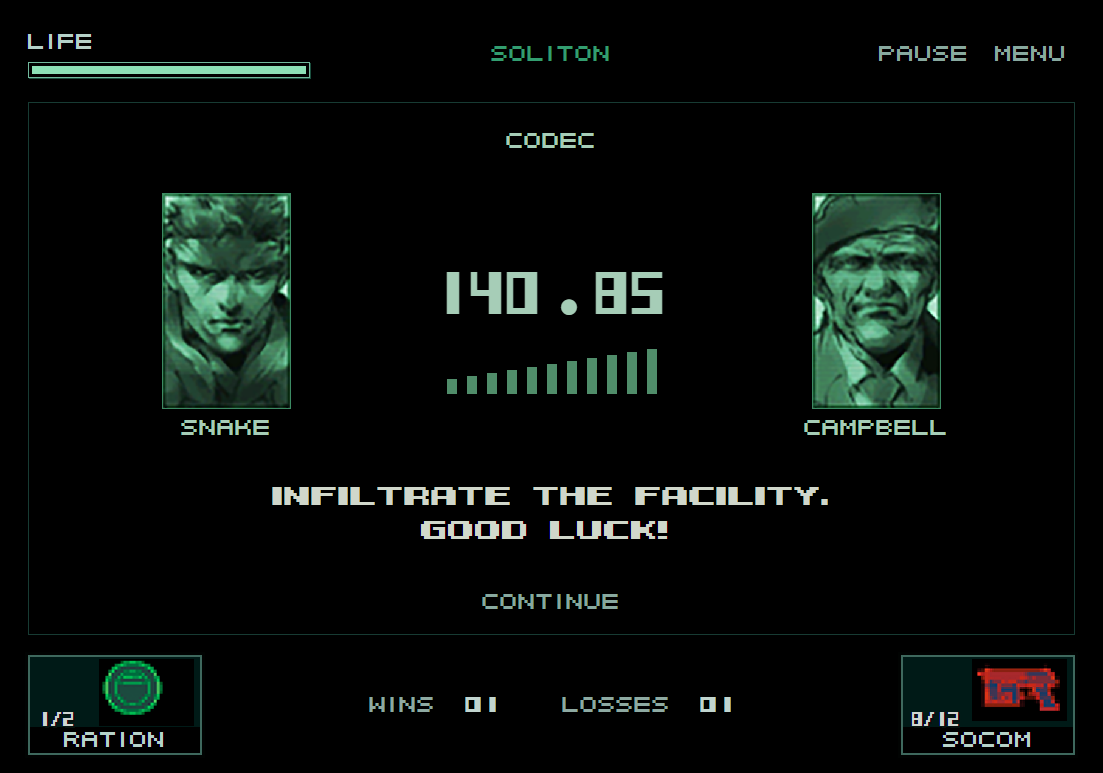 LIFE
SOLITON
PAUSE MENU
CODEC
140.85
SNAKE
CAMPBELL
INFILTRATE THE FACILITY.
GOOD LUCK!
CONTINUE
1/2
RATION
WINS 01 LOSSES 01
8/12
SOCOM